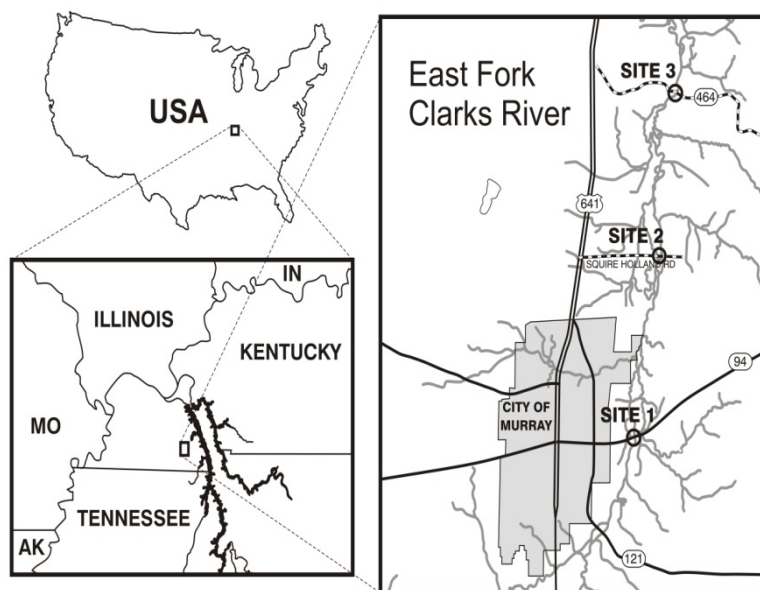 USA
East Fork
Clarks River
SITE 3
464
641
SITE 2
SQUIRE HOLLAND RD
94
SITE 1
CITY OF
MURRAY
121
IN
ILLINOIS
KENTUCKY
MO
TENNESSEE
AK